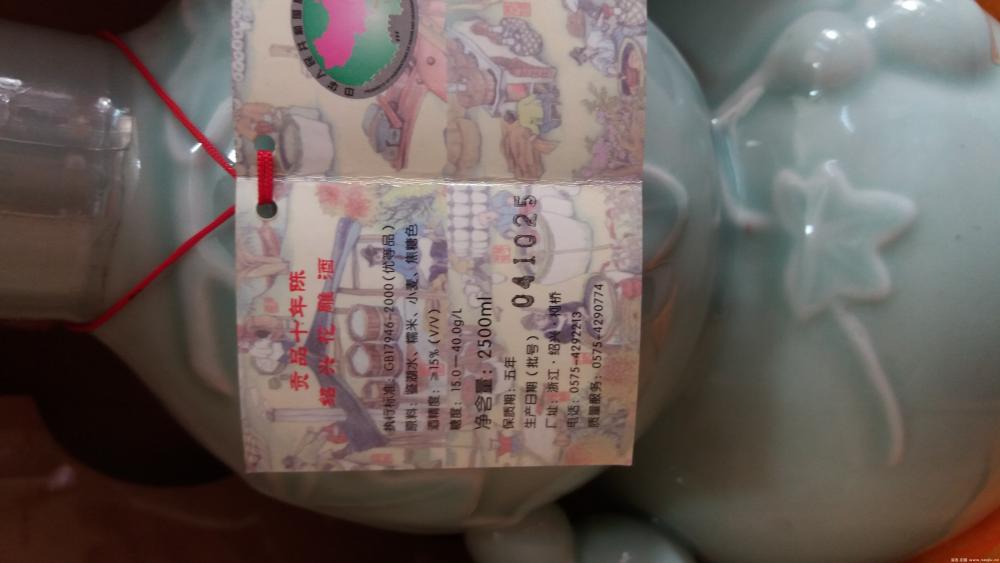 贡品十年陈
绍兴花雕酒
执行标准：GB17946-2000(优等品)
原料：鉴湖水、糯米、小麦、焦糖色
酒精度：≥15%(V/V)
糖度：15.0—40.0g/L
净含量：2500ml
保质期：五年
生产日期(批号) 041025
厂址：浙江·绍兴·柯桥
电话：0575-4292213
质量服务：0575-4290774